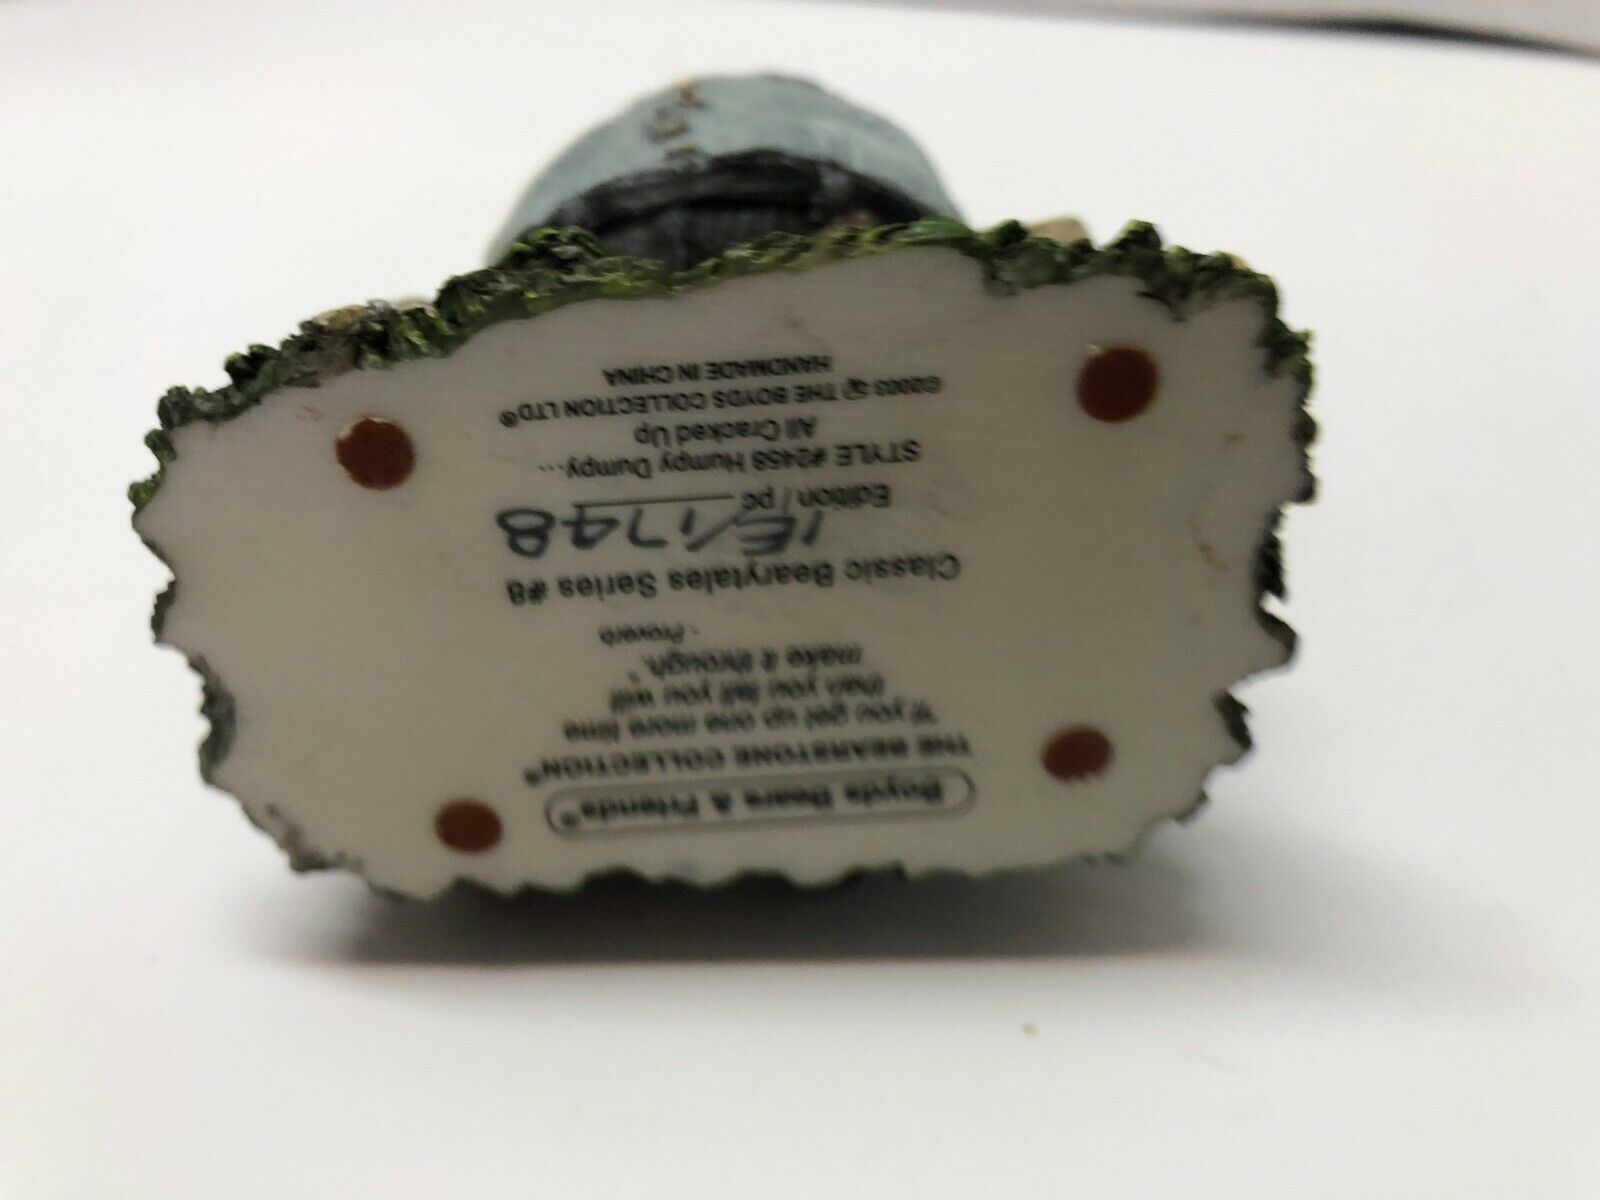 Boyds Bears & Friends®
THE BEARSTONE COLLECTION®
"If you get up one more time
than you fall you will
make it through."
- Proverb
Classic Bearytales Series #8
1E/1748
Edition / pc
STYLE #2458 Humpy Dumpy...
All Cracked Up
©2003 THE BOYDS COLLECTION LTD®
HANDMADE IN CHINA